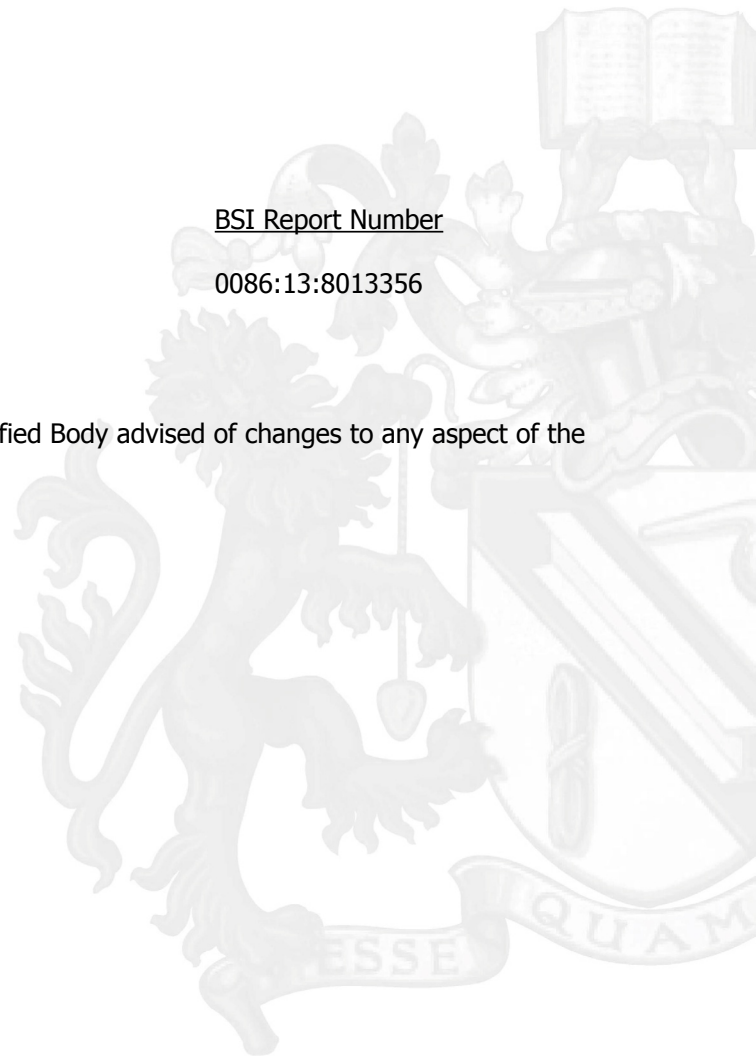 BSI Report Number
0086:13:8013356
fied Body advised of changes to any aspect of the
ESSE QUAM